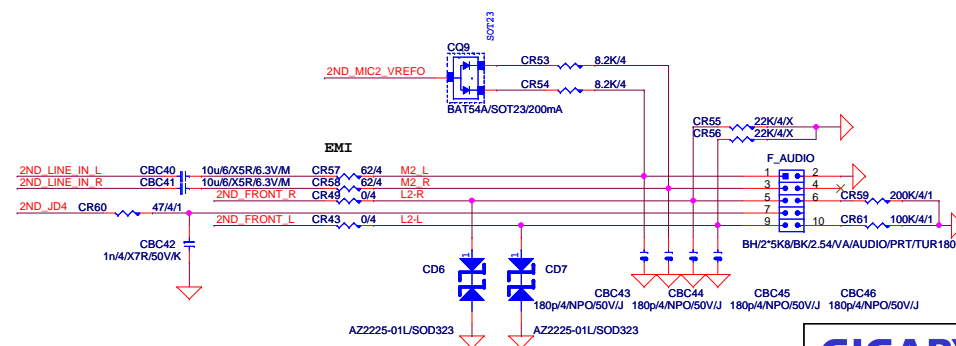 SOT23
CQ9
2ND_MIC2_VREFO
CR53 8.2K/4
CR54 8.2K/4
BAT54A/SOT23/200mA
CR55 22K/4/X
CR56 22K/4/X
EMI
F_AUDIO
2ND_LINE_IN_L CBC40 10u/6/X5R/6.3V/M CR57 62/4 M2_L
2ND_LINE_IN_R CBC41 10u/6/X5R/6.3V/M CR58 62/4 M2_R
2ND_FRONT_R CR49 0/4 L2-R
2ND_JD4 CR60 47/4/1
2ND_FRONT_L CR43 0/4 L2-L
1 2
3 4
5 6
7
9 10
CR59 200K/4/1
CR61 100K/4/1
BH/2*5K8/BK/2.54/VA/AUDIO/PRT/TUR180
CBC42
1n/4/X7R/50V/K
1
1
CD6
CD7
AZ2225-01L/SOD323
AZ2225-01L/SOD323
CBC43 CBC44 CBC45 CBC46
180p/4/NPO/50V/J 180p/4/NPO/50V/J 180p/4/NPO/50V/J 180p/4/NPO/50V/J